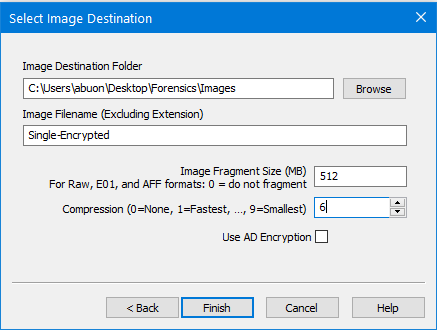 Select Image Destination
Image Destination Folder
C:\Users\abuon\Desktop\Forensics\Images
Browse
Image Filename (Excluding Extension)
Single-Encrypted
Image Fragment Size (MB)
For Raw, E01, and AFF formats: 0 = do not fragment
512
Compression (0=None, 1=Fastest, ..., 9=Smallest)
6
Use AD Encryption
< Back
Finish
Cancel
Help